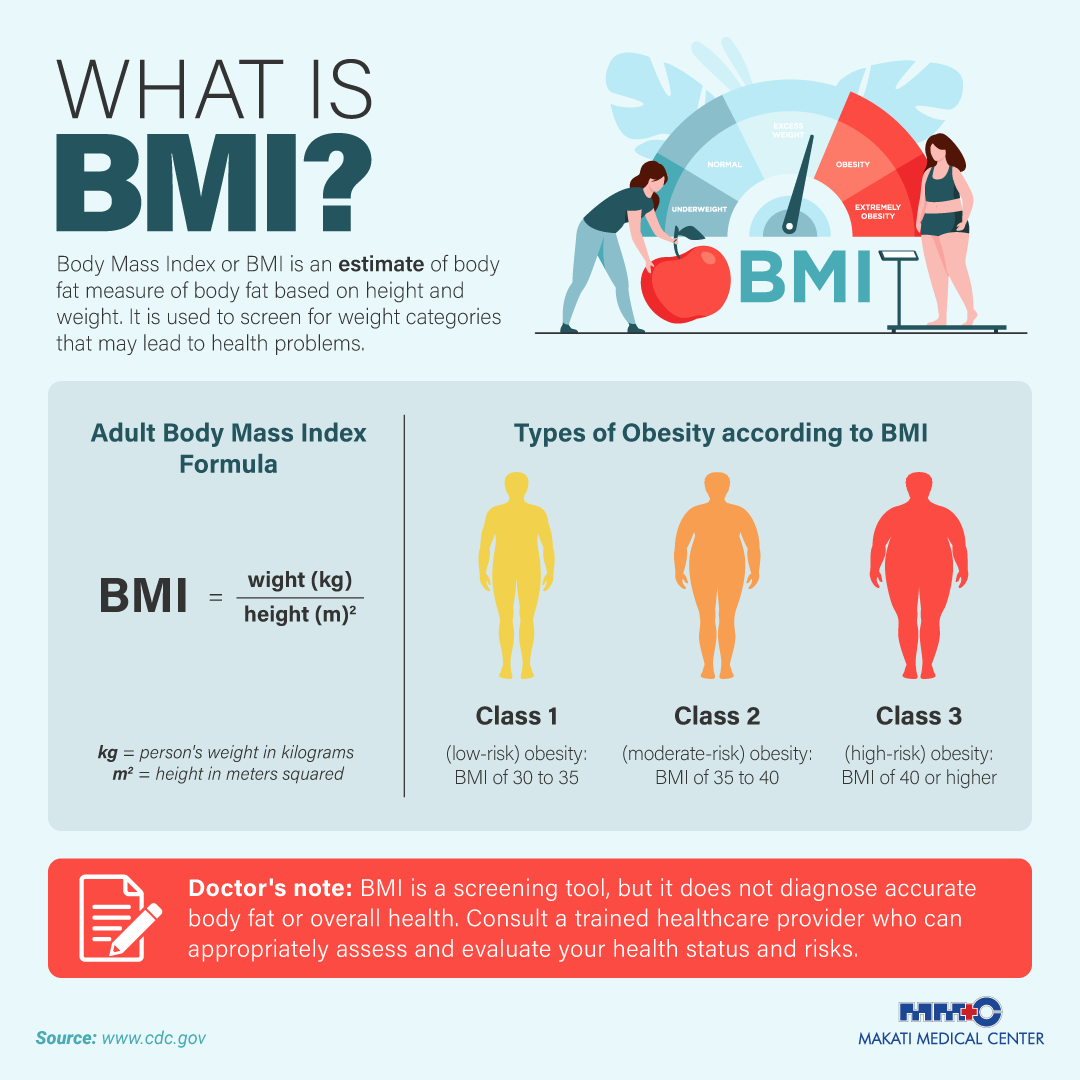 WHAT IS
BMI?
Body Mass Index or BMI is an estimate of body
fat measure of body fat based on height and
weight. It is used to screen for weight categories
that may lead to health problems.
UNDERWEIGHT
NORMAL
EXCESS
WEIGHT
OBESITY
EXTREMELY
OBESITY
BMI
Adult Body Mass Index
Formula
BMI = wight (kg)
height (m)²
kg = person's weight in kilograms
m² = height in meters squared
Types of Obesity according to BMI
Class 1
(low-risk) obesity:
BMI of 30 to 35
Class 2
(moderate-risk) obesity:
BMI of 35 to 40
Class 3
(high-risk) obesity:
BMI of 40 or higher
Doctor's note: BMI is a screening tool, but it does not diagnose accurate
body fat or overall health. Consult a trained healthcare provider who can
appropriately assess and evaluate your health status and risks.
Source: www.cdc.gov
MMC
MAKATI MEDICAL CENTER